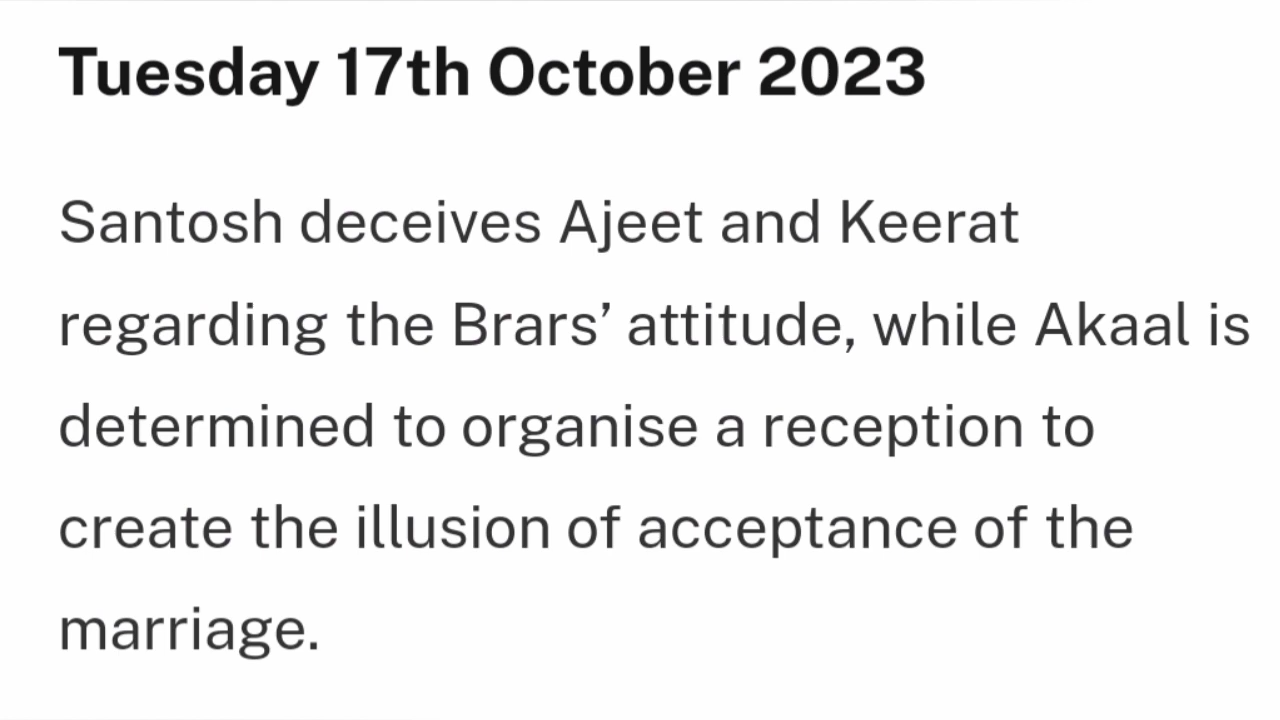 Tuesday 17th October 2023
Santosh deceives Ajeet and Keerat
regarding the Brars’ attitude, while Akaal is
determined to organise a reception to
create the illusion of acceptance of the
marriage.